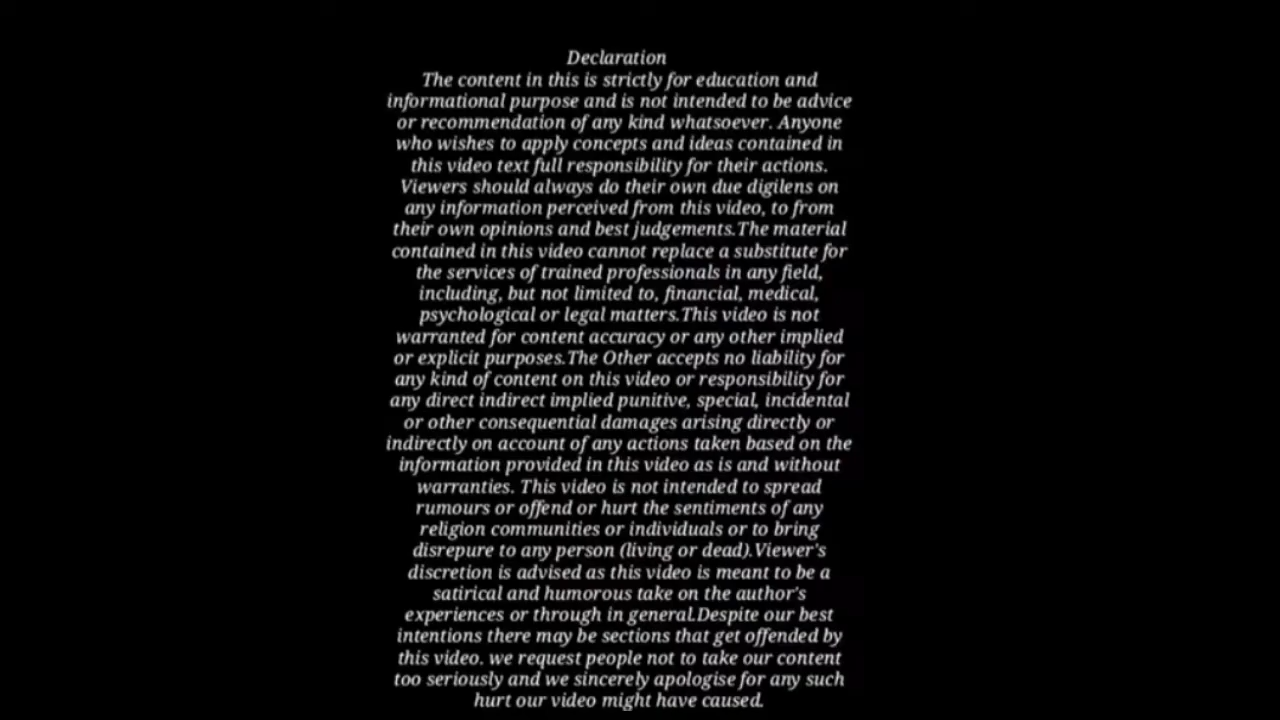 Declaration
The content in this is strictly for education and
informational purpose and is not intended to be advice
or recommendation of any kind whatsoever. Anyone
who wishes to apply concepts and ideas contained in
this video text full responsibility for their actions.
Viewers should always do their own due digilens on
any information perceived from this video, to from
their own opinions and best judgements.The material
contained in this video cannot replace a substitute for
the services of trained professionals in any field,
including, but not limited to, financial, medical,
psychological or legal matters.This video is not
warranted for content accuracy or any other implied
or explicit purposes.The Other accepts no liability for
any kind of content on this video or responsibility for
any direct indirect implied punitive, special, incidental
or other consequential damages arising directly or
indirectly on account of any actions taken based on the
information provided in this video as is and without
warranties. This video is not intended to spread
rumours or offend or hurt the sentiments of any
religion communities or individuals or to bring
disrepure to any person (living or dead).Viewer's
discretion is advised as this video is meant to be a
satirical and humorous take on the author's
experiences or through in general.Despite our best
intentions there may be sections that get offended by
this video. we request people not to take our content
too seriously and we sincerely apologise for any such
hurt our video might have caused.